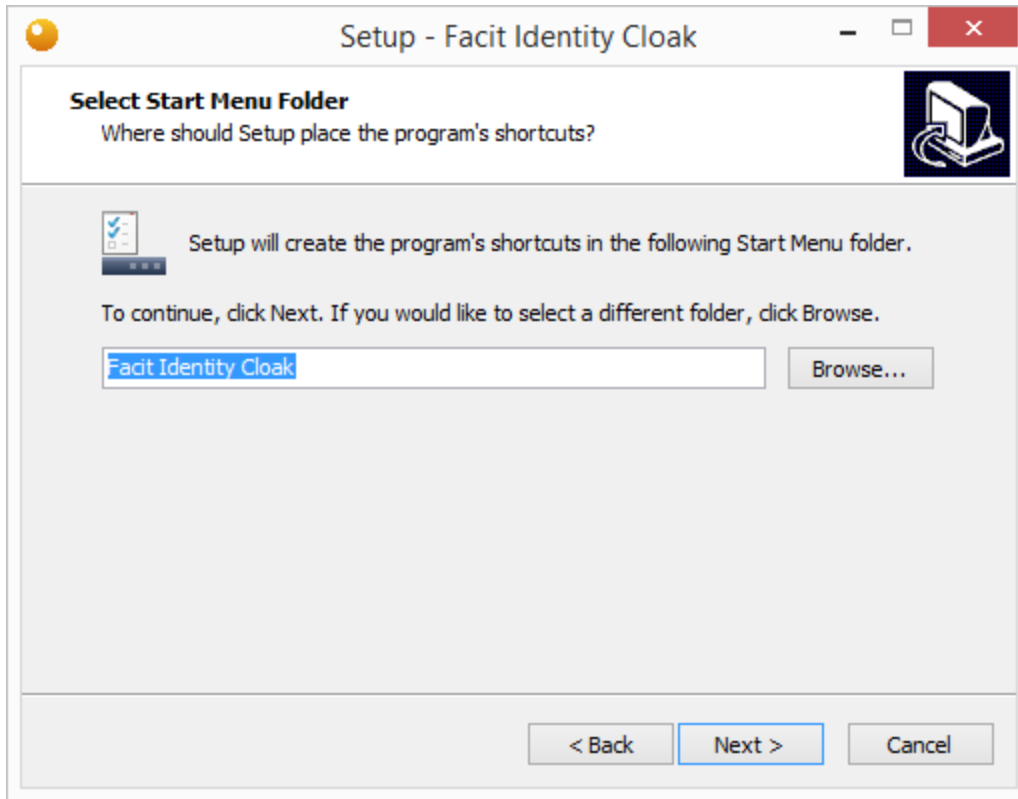 Setup - Facit Identity Cloak
Select Start Menu Folder
Where should Setup place the program's shortcuts?
Setup will create the program's shortcuts in the following Start Menu folder.
To continue, click Next. If you would like to select a different folder, click Browse.
Facit Identity Cloak
Browse...
< Back
Next >
Cancel